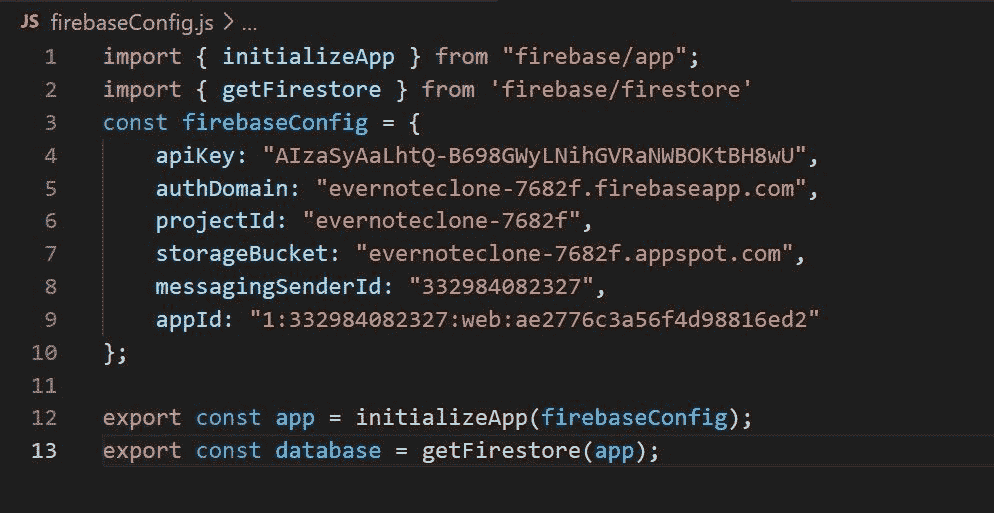 JS firebaseConfig.js > ...
1 import { initializeApp } from "firebase/app";
2 import { getFirestore } from 'firebase/firestore'
3 const firebaseConfig = {
4 apiKey: "AIzaSyAaLhtQ-B698GWyLNihGVRaNWBOKtBH8wU",
5 authDomain: "evernoteclone-7682f.firebaseapp.com",
6 projectId: "evernoteclone-7682f",
7 storageBucket: "evernoteclone-7682f.appspot.com",
8 messagingSenderId: "332984082327",
9 appId: "1:332984082327:web:ae2776c3a56f4d98816ed2"
10 };
11
12 export const app = initializeApp(firebaseConfig);
13 export const database = getFirestore(app);